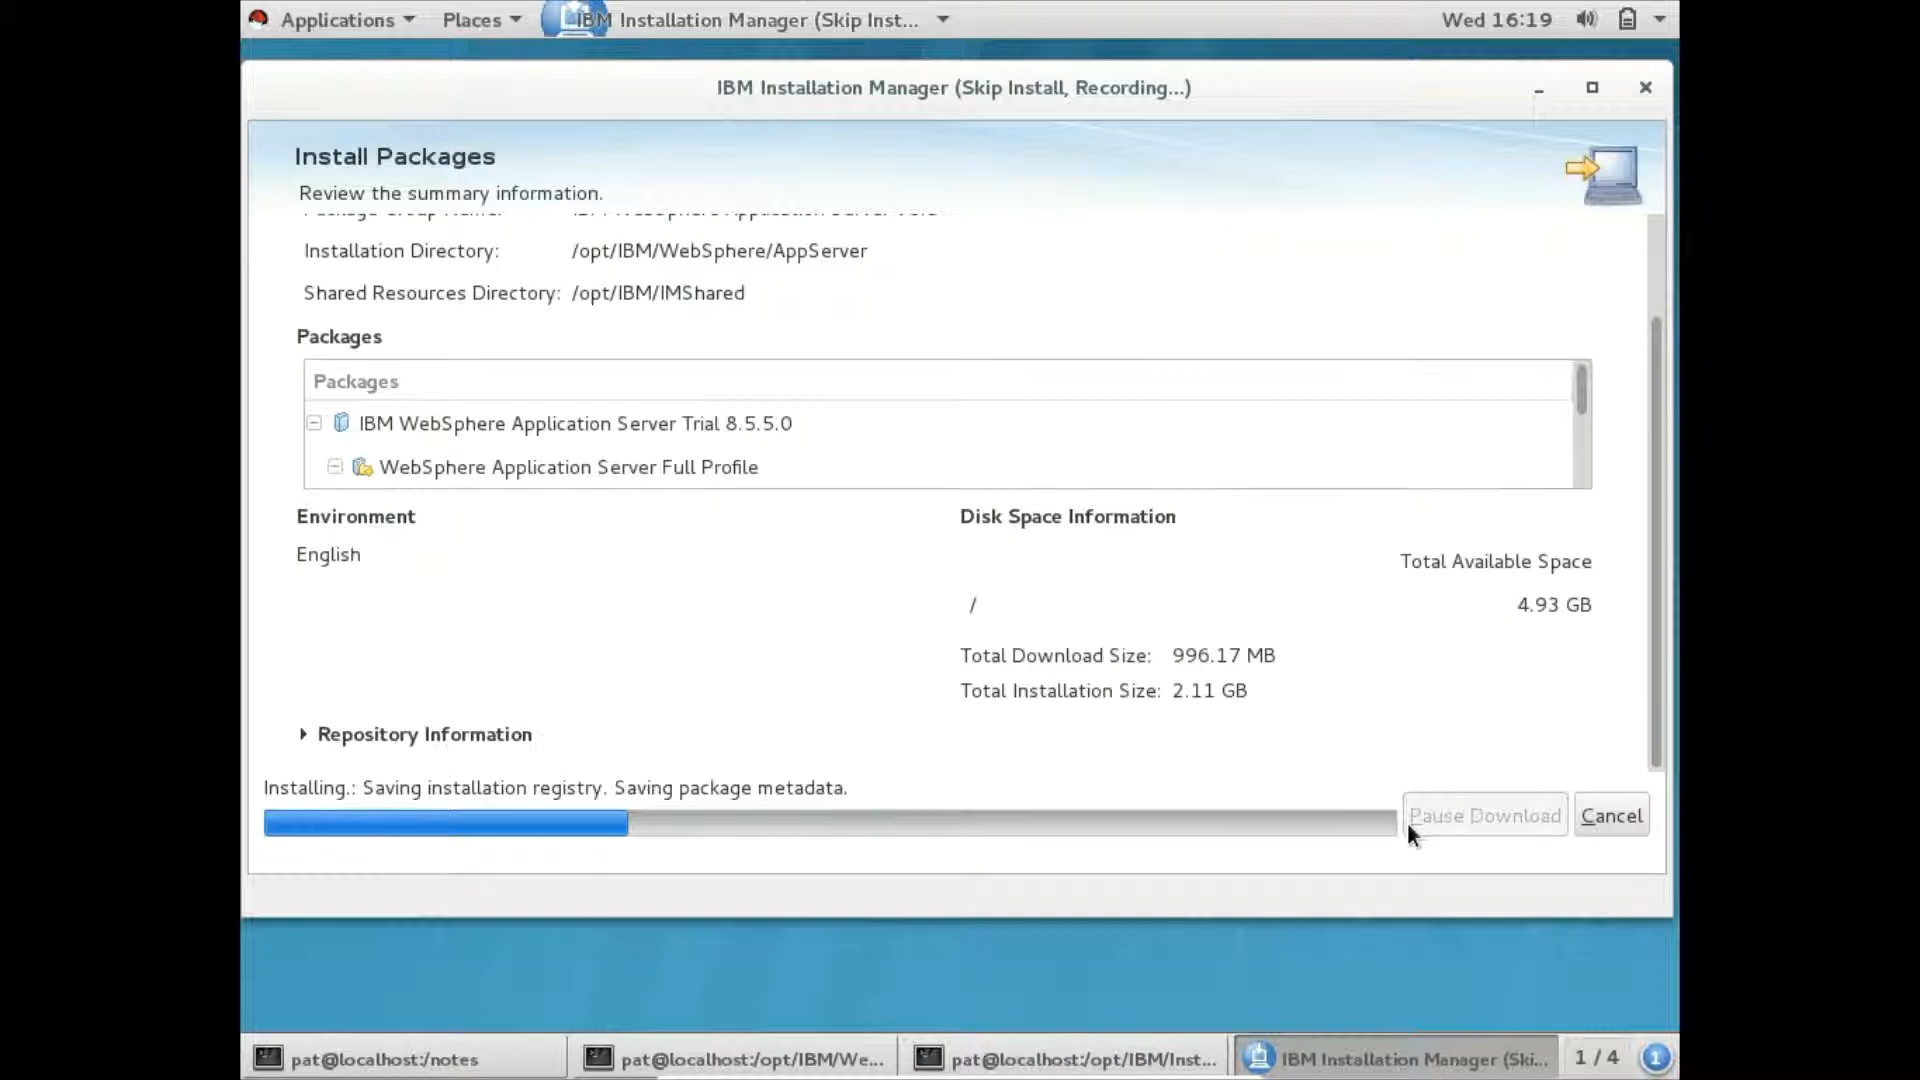 Applications Places IBM Installation Manager (Skip Inst... Wed 16:19
IBM Installation Manager (Skip Install, Recording...)
Install Packages
Review the summary information.
Installation Directory: /opt/IBM/WebSphere/AppServer
Shared Resources Directory: /opt/IBM/IMShared
Packages
Packages
IBM WebSphere Application Server Trial 8.5.5.0
WebSphere Application Server Full Profile
Environment
English
Disk Space Information
Total Available Space
/ 4.93 GB
Total Download Size: 996.17 MB
Total Installation Size: 2.11 GB
Repository Information
Installing.: Saving installation registry. Saving package metadata.
Pause Download Cancel
pat@localhost:/notes pat@localhost:/opt/IBM/We... pat@localhost:/opt/IBM/Inst... IBM Installation Manager (Ski... 1 / 4 1